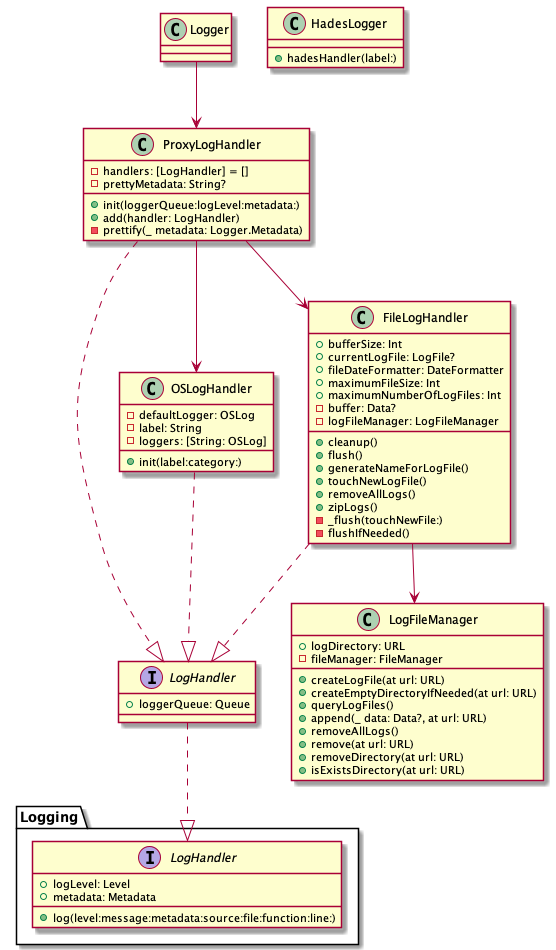 C Logger
C HadesLogger
hadesHandler(label:)
C ProxyLogHandler
handlers: [LogHandler] = []
prettyMetadata: String?
init(loggerQueue:logLevel:metadata:)
add(handler: LogHandler)
prettify(_ metadata: Logger.Metadata)
C FileLogHandler
bufferSize: Int
currentLogFile: LogFile?
fileDateFormatter: DateFormatter
maximumFileSize: Int
maximumNumberOfLogFiles: Int
buffer: Data?
logFileManager: LogFileManager
cleanup()
flush()
generateNameForLogFile()
touchNewLogFile()
removeAllLogs()
zipLogs()
_flush(touchNewFile:)
flushIfNeeded()
C OSLogHandler
defaultLogger: OSLog
label: String
loggers: [String: OSLog]
init(label:category:)
C LogFileManager
logDirectory: URL
fileManager: FileManager
createLogFile(at url: URL)
createEmptyDirectoryIfNeeded(at url: URL)
queryLogFiles()
append(_ data: Data?, at url: URL)
removeAllLogs()
remove(at url: URL)
removeDirectory(at url: URL)
isExistsDirectory(at url: URL)
I LogHandler
loggerQueue: Queue
Logging
I LogHandler
logLevel: Level
metadata: Metadata
log(level:message:metadata:source:file:function:line:)